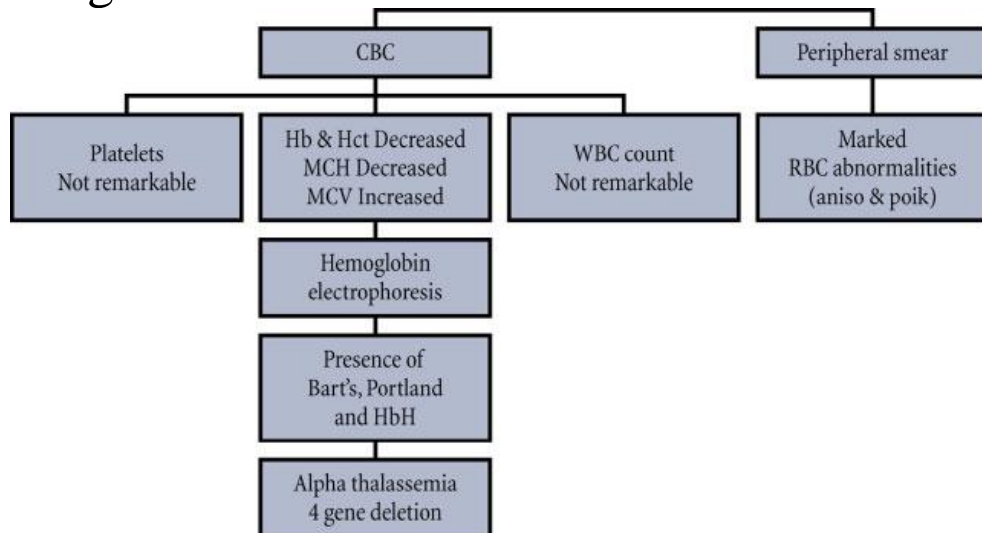 CBC
Peripheral smear
Platelets
Not remarkable
Hb & Hct Decreased
MCH Decreased
MCV Increased
WBC count
Not remarkable
Marked
RBC abnormalities
(aniso & poik)
Hemoglobin
electrophoresis
Presence of
Bart's, Portland
and HbH
Alpha thalassemia
4 gene deletion